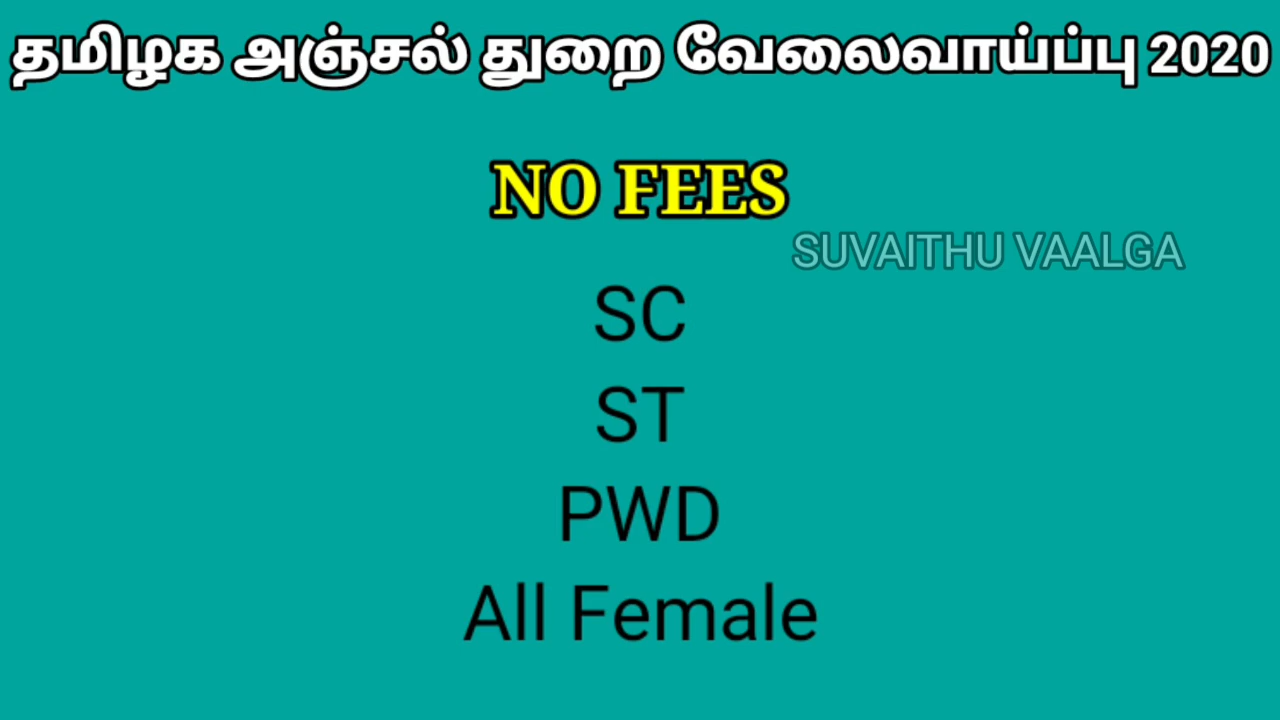 தமிழக அஞ்சல் துறை வேலைவாய்ப்பு 2020
NO FEES
SUVAITHU VAALGA
SC
ST
PWD
All Female